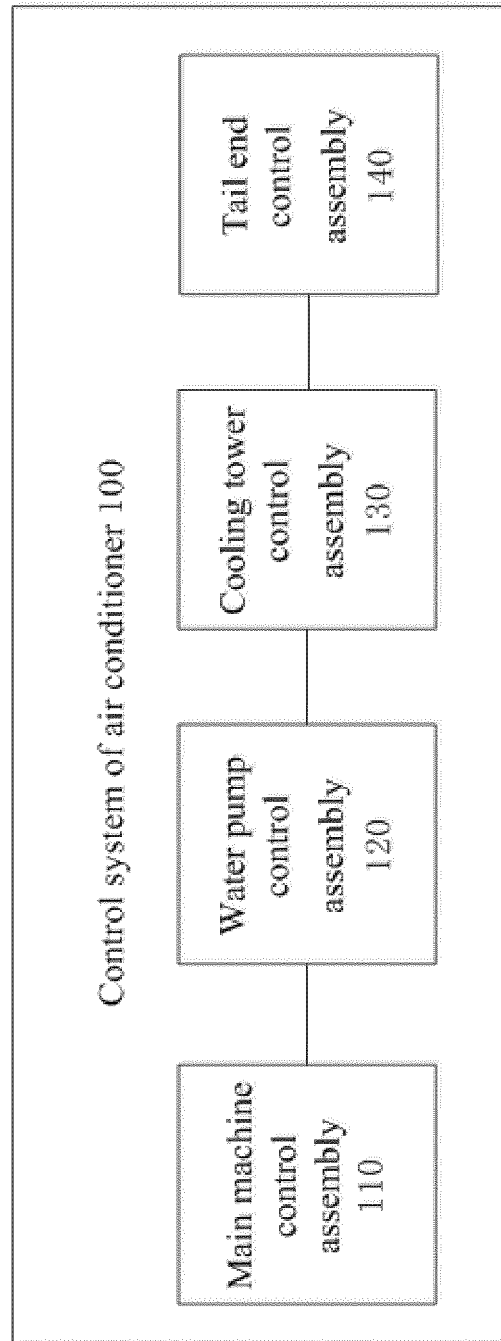 Control system of air conditioner 100
Main machine
control
assembly
110
Water pump
control
assembly
120
Cooling tower
control
assembly
130
Tail end
control
assembly
140